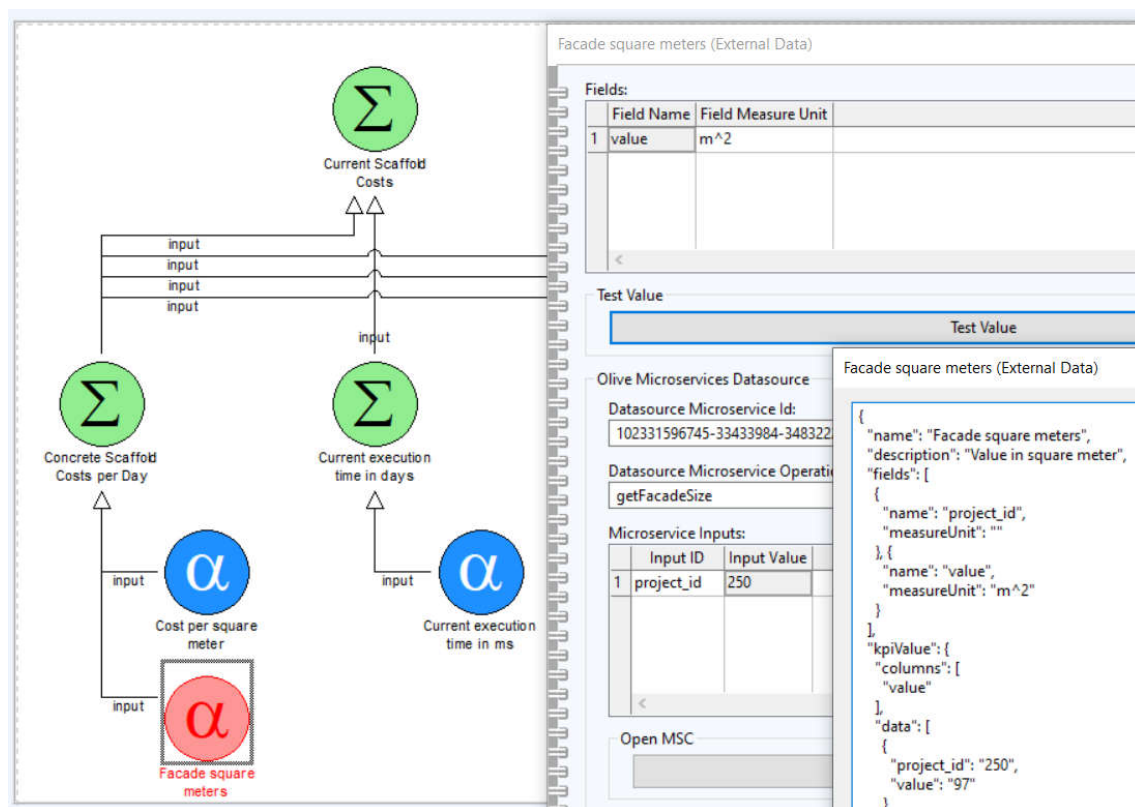 Σ
Current Scaffold
Costs
input
input
input
input
input
Σ
Concrete Scaffold
Costs per Day
Σ
Current execution
time in days
input
α
Cost per square
meter
input
α
Current execution
time in ms
input
α
Facade square
meters
Facade square meters (External Data)
Fields:
Field Name Field Measure Unit
1 value m^2
Test Value
Test Value
Olive Microservices Datasource
Datasource Microservice Id:
102331596745-33433984-348322
Datasource Microservice Operati
getFacadeSize
Microservice Inputs:
Input ID Input Value
1 project_id 250
Open MSC
Facade square meters (External Data)
{
"name": "Facade square meters",
"description": "Value in square meter",
"fields": [
{
"name": "project_id",
"measureUnit": ""
}, {
"name": "value",
"measureUnit": "m^2"
}
],
"kpiValue": {
"columns": [
"value"
],
"data": [
{
"project_id": "250",
"value": "97"
}